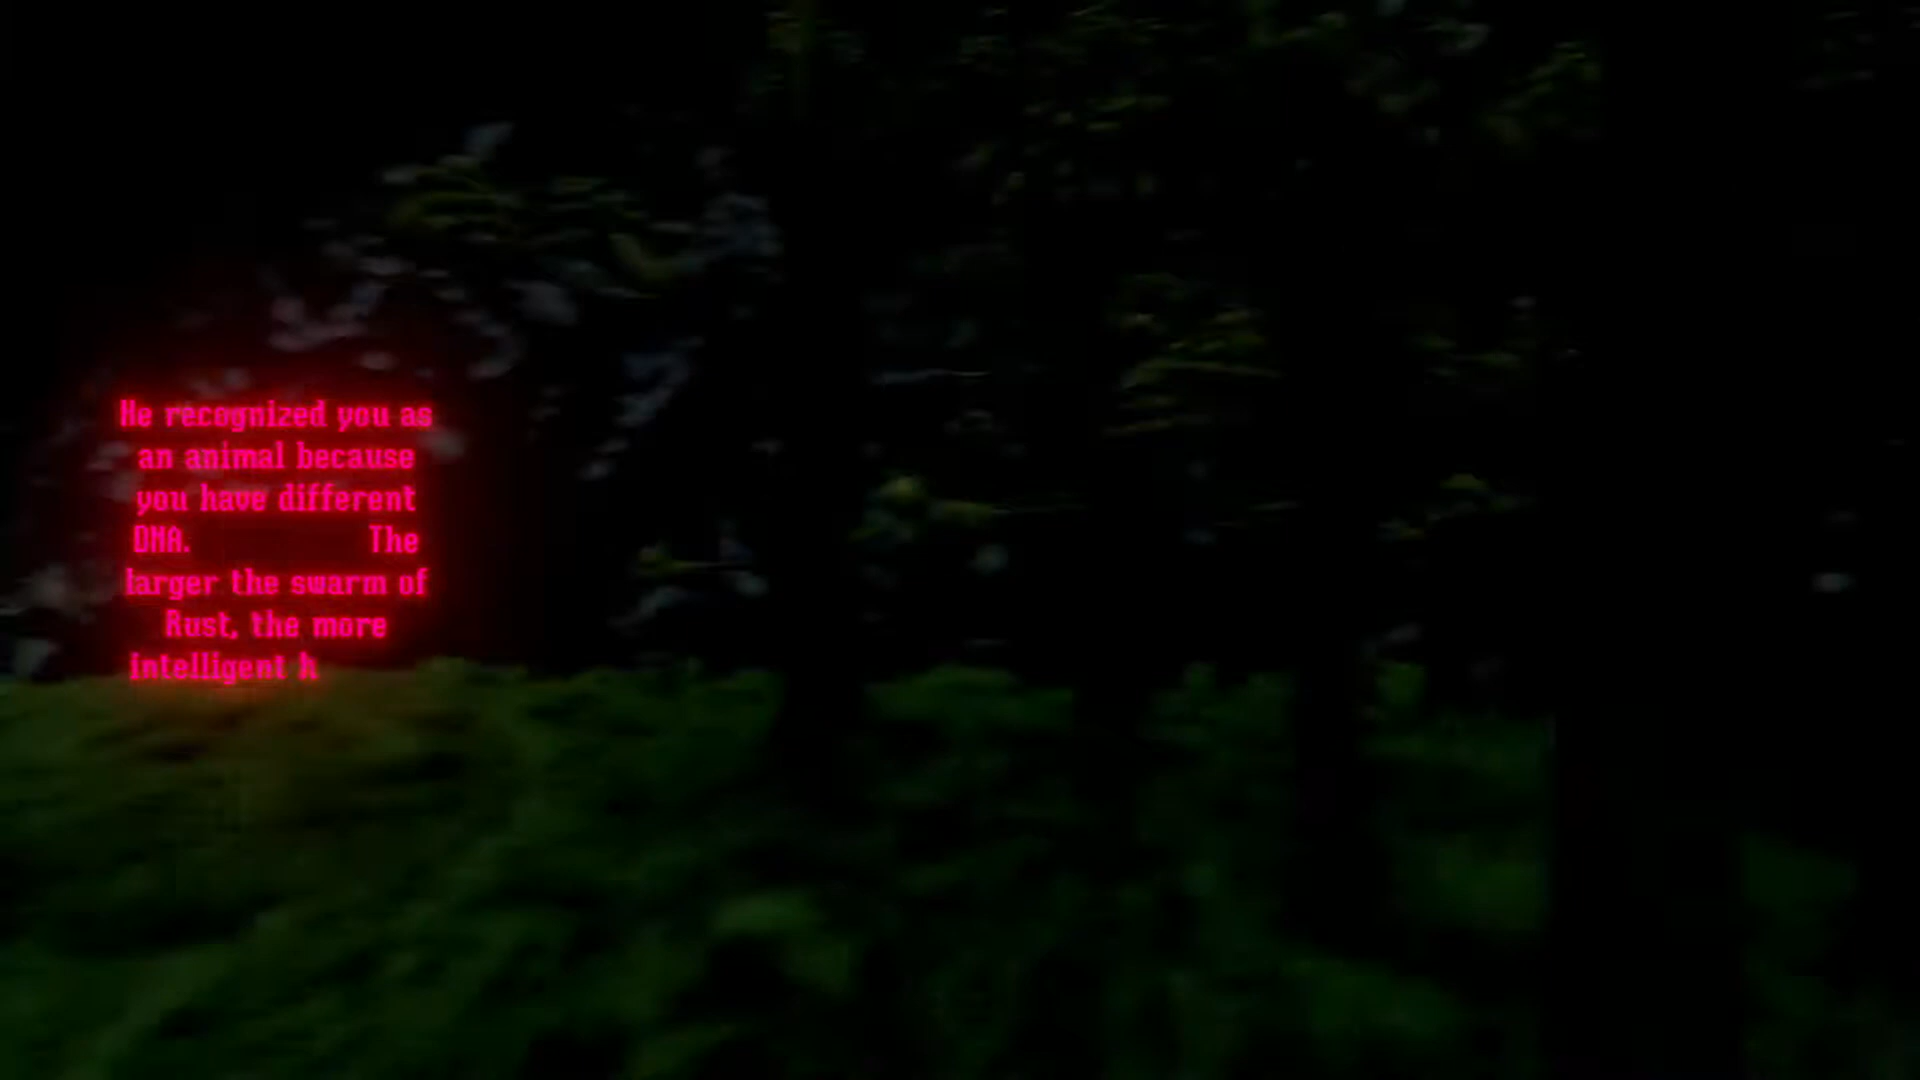 He recognized you as
an animal because
you have different
DNA. The
larger the swarm of
Rust, the more
intelligent h